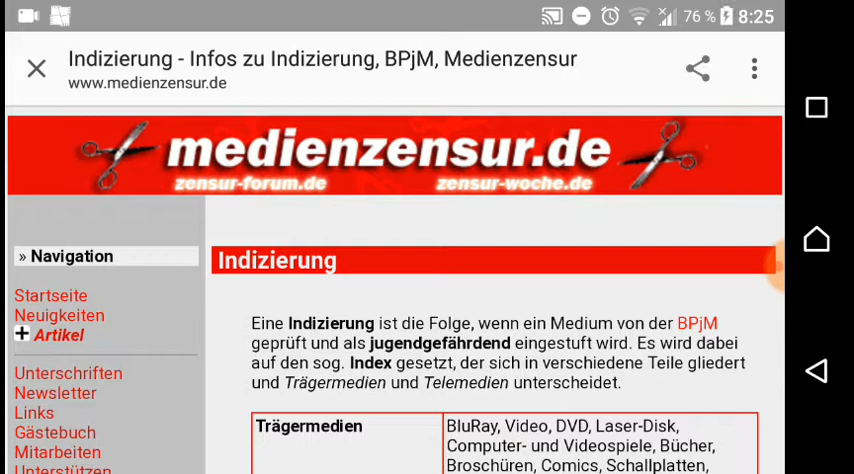 76 % 8:25
Indizierung - Infos zu Indizierung, BPjM, Medienzensur
www.medienzensur.de
medienzensur.de
zensur-forum.de zensur-woche.de
» Navigation
Startseite
Neuigkeiten
Artikel
Unterschriften
Newsletter
Links
Gästebuch
Mitarbeiten
Unterstützen
Indizierung
Eine Indizierung ist die Folge, wenn ein Medium von der BPjM
geprüft und als jugendgefährdend eingestuft wird. Es wird dabei
auf den sog. Index gesetzt, der sich in verschiedene Teile gliedert
und Trägermedien und Telemedien unterscheidet.
Trägermedien
BluRay, Video, DVD, Laser-Disk,
Computer- und Videospiele, Bücher,
Broschüren, Comics, Schallplatten,